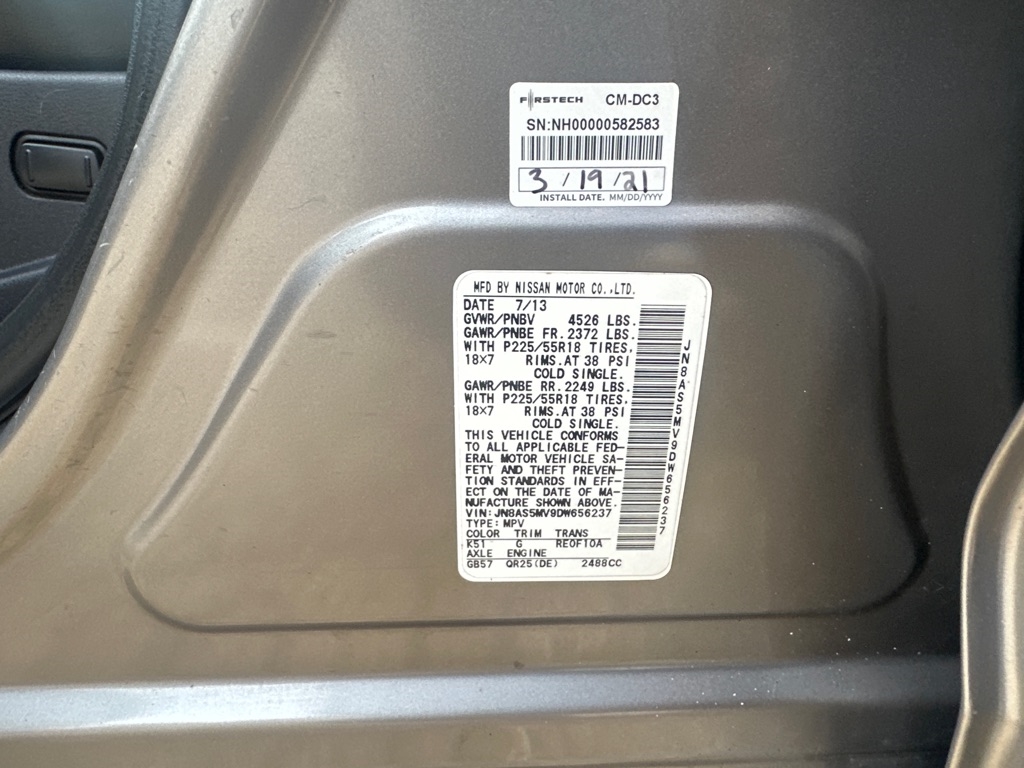 FIRSTECH CM-DC3
SN:NH00000582583
3/19/21
INSTALL DATE. MM/DD/YYYY
MFD BY NISSAN MOTOR CO.,LTD.
DATE 7/13
GVWR/PNBV 4526 LBS.
GAWR/PNBE FR. 2372 LBS.
WITH P225/55R18 TIRES,
18X7 RIMS. AT 38 PSI
COLD SINGLE.
GAWR/PNBE RR. 2249 LBS.
WITH P225/55R18 TIRES,
18X7 RIMS. AT 38 PSI
COLD SINGLE.
THIS VEHICLE CONFORMS
TO ALL APPLICABLE FED-
ERAL MOTOR VEHICLE SA-
FETY AND THEFT PREVEN-
TION STANDARDS IN EFF-
ECT ON THE DATE OF MA-
NUFACTURE SHOWN ABOVE.
VIN: JN8AS5MV9DW656237
TYPE: MPV
COLOR TRIM TRANS
K51 G RE0F10A
AXLE ENGINE
GB57 QR25(DE) 2488CC
JN8AS5MV9DW656237